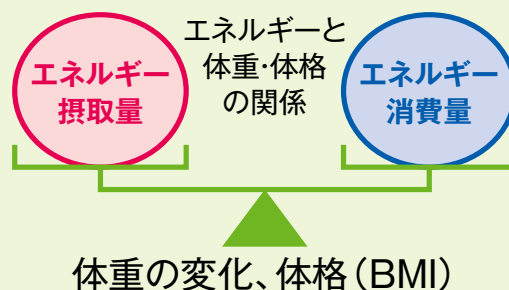 エネルギー
摂取量
エネルギーと
体重・体格
の関係
エネルギー
消費量
体重の変化、体格(BMI)